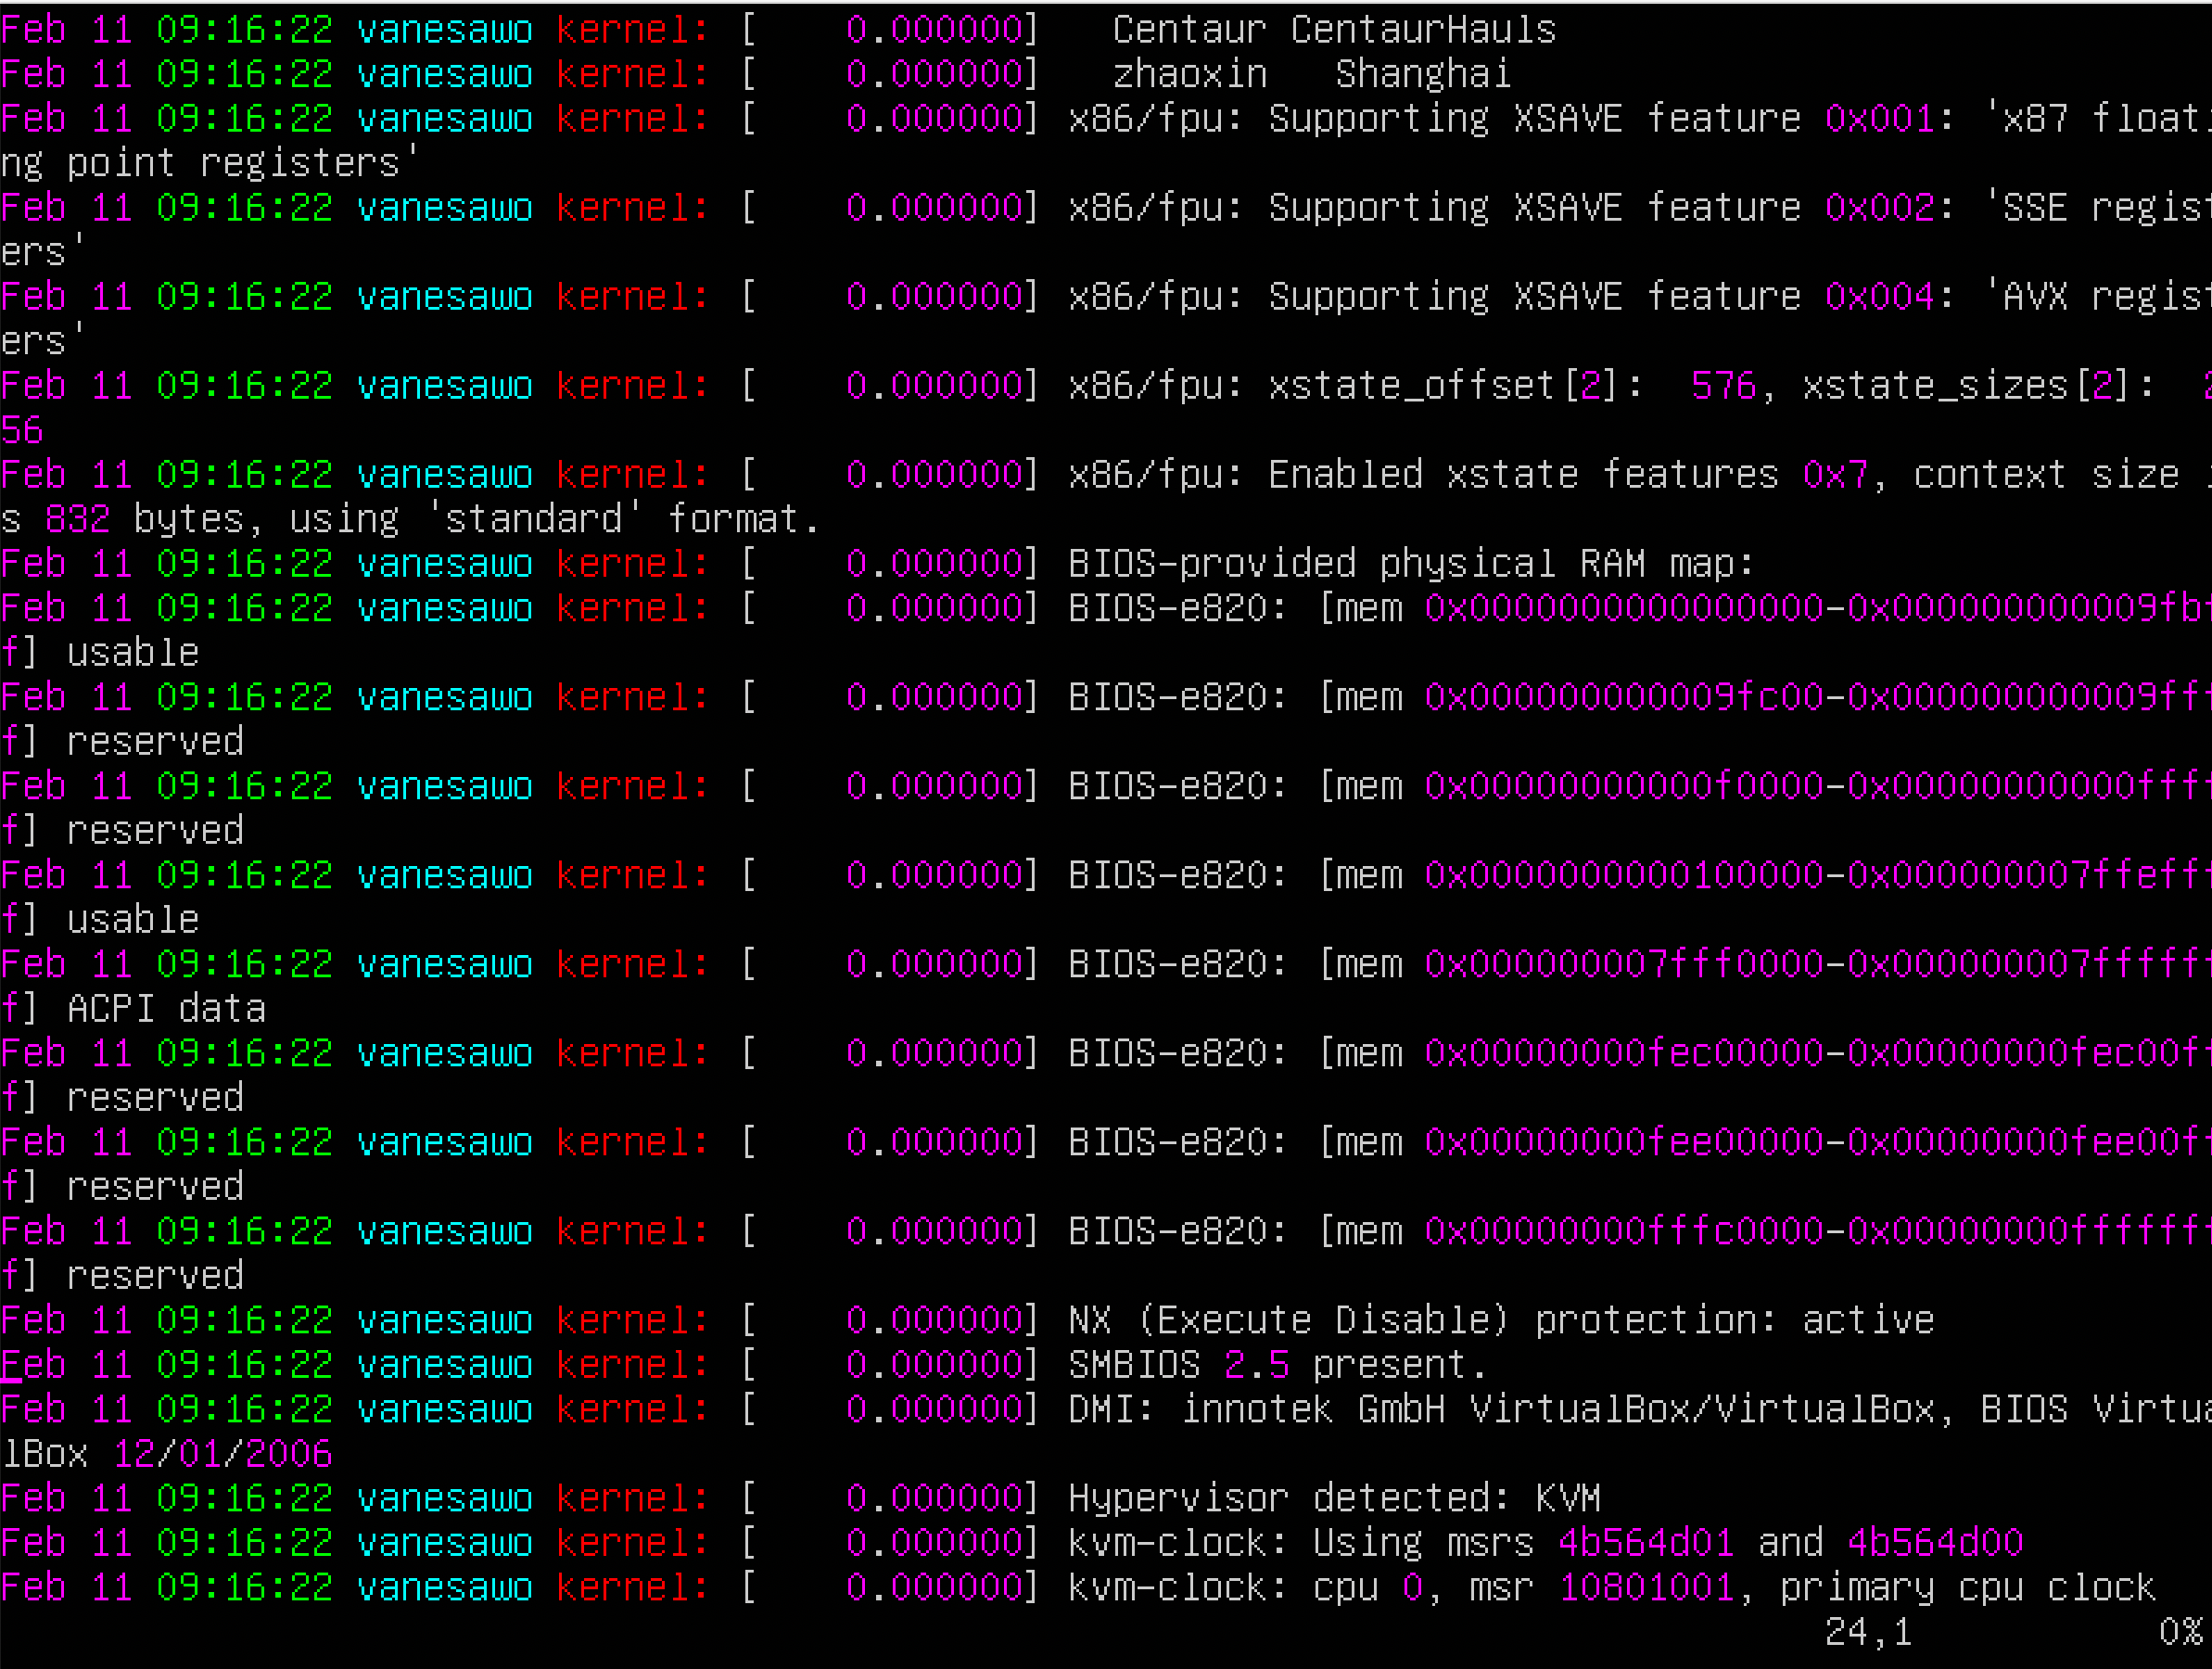 Feb 11 09:16:22 vanesawo kernel: [    0.000000]   Centaur CentaurHauls
Feb 11 09:16:22 vanesawo kernel: [    0.000000]   zhaoxin   Shanghai
Feb 11 09:16:22 vanesawo kernel: [    0.000000] x86/fpu: Supporting XSAVE feature 0x001: 'x87 floati
ng point registers'
Feb 11 09:16:22 vanesawo kernel: [    0.000000] x86/fpu: Supporting XSAVE feature 0x002: 'SSE regist
ers'
Feb 11 09:16:22 vanesawo kernel: [    0.000000] x86/fpu: Supporting XSAVE feature 0x004: 'AVX regist
ers'
Feb 11 09:16:22 vanesawo kernel: [    0.000000] x86/fpu: xstate_offset[2]:  576, xstate_sizes[2]:  2
56
Feb 11 09:16:22 vanesawo kernel: [    0.000000] x86/fpu: Enabled xstate features 0x7, context size i
s 832 bytes, using 'standard' format.
Feb 11 09:16:22 vanesawo kernel: [    0.000000] BIOS-provided physical RAM map:
Feb 11 09:16:22 vanesawo kernel: [    0.000000] BIOS-e820: [mem 0x0000000000000000-0x000000000009fbf
f] usable
Feb 11 09:16:22 vanesawo kernel: [    0.000000] BIOS-e820: [mem 0x000000000009fc00-0x000000000009fff
f] reserved
Feb 11 09:16:22 vanesawo kernel: [    0.000000] BIOS-e820: [mem 0x00000000000f0000-0x00000000000ffff
f] reserved
Feb 11 09:16:22 vanesawo kernel: [    0.000000] BIOS-e820: [mem 0x0000000000100000-0x000000007ffefff
f] usable
Feb 11 09:16:22 vanesawo kernel: [    0.000000] BIOS-e820: [mem 0x000000007fff0000-0x000000007ffffff
f] ACPI data
Feb 11 09:16:22 vanesawo kernel: [    0.000000] BIOS-e820: [mem 0x00000000fec00000-0x00000000fec00ff
f] reserved
Feb 11 09:16:22 vanesawo kernel: [    0.000000] BIOS-e820: [mem 0x00000000fee00000-0x00000000fee00ff
f] reserved
Feb 11 09:16:22 vanesawo kernel: [    0.000000] BIOS-e820: [mem 0x00000000fffc0000-0x00000000fffffff
f] reserved
Feb 11 09:16:22 vanesawo kernel: [    0.000000] NX (Execute Disable) protection: active
Feb 11 09:16:22 vanesawo kernel: [    0.000000] SMBIOS 2.5 present.
Feb 11 09:16:22 vanesawo kernel: [    0.000000] DMI: innotek GmbH VirtualBox/VirtualBox, BIOS Virtua
lBox 12/01/2006
Feb 11 09:16:22 vanesawo kernel: [    0.000000] Hypervisor detected: KVM
Feb 11 09:16:22 vanesawo kernel: [    0.000000] kvm-clock: Using msrs 4b564d01 and 4b564d00
Feb 11 09:16:22 vanesawo kernel: [    0.000000] kvm-clock: cpu 0, msr 10801001, primary cpu clock
24,1           0%